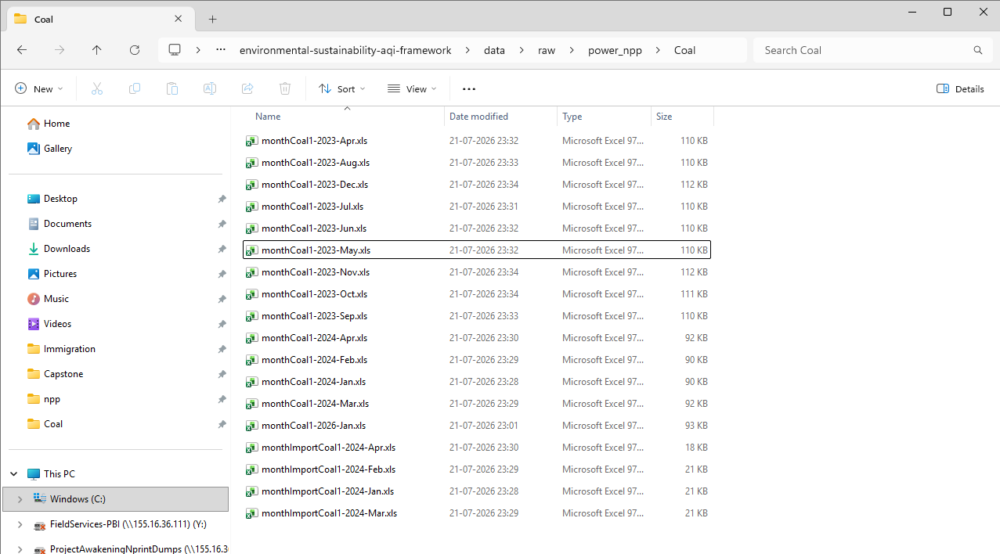 Coal
environmental-sustainability-aqi-framework
data
raw
power_npp
Coal
Search Coal
New
Sort
View
Details
Home
Gallery
Desktop
Documents
Downloads
Pictures
Music
Videos
Immigration
Capstone
npp
Coal
This PC
Windows (C:)
FieldServices-PBI (\\155.16.36.111) (Y:)
ProjectAwakeningNprintDumps (\\155.16.3
Name Date modified Type Size
monthCoal1-2023-Apr.xls 21-07-2026 23:32 Microsoft Excel 97... 110 KB
monthCoal1-2023-Aug.xls 21-07-2026 23:33 Microsoft Excel 97... 110 KB
monthCoal1-2023-Dec.xls 21-07-2026 23:34 Microsoft Excel 97... 112 KB
monthCoal1-2023-Jul.xls 21-07-2026 23:31 Microsoft Excel 97... 110 KB
monthCoal1-2023-Jun.xls 21-07-2026 23:32 Microsoft Excel 97... 110 KB
monthCoal1-2023-May.xls 21-07-2026 23:32 Microsoft Excel 97... 110 KB
monthCoal1-2023-Nov.xls 21-07-2026 23:34 Microsoft Excel 97... 112 KB
monthCoal1-2023-Oct.xls 21-07-2026 23:34 Microsoft Excel 97... 111 KB
monthCoal1-2023-Sep.xls 21-07-2026 23:33 Microsoft Excel 97... 110 KB
monthCoal1-2024-Apr.xls 21-07-2026 23:30 Microsoft Excel 97... 92 KB
monthCoal1-2024-Feb.xls 21-07-2026 23:29 Microsoft Excel 97... 90 KB
monthCoal1-2024-Jan.xls 21-07-2026 23:28 Microsoft Excel 97... 90 KB
monthCoal1-2024-Mar.xls 21-07-2026 23:29 Microsoft Excel 97... 92 KB
monthCoal1-2026-Jan.xls 21-07-2026 23:01 Microsoft Excel 97... 93 KB
monthImportCoal1-2024-Apr.xls 21-07-2026 23:30 Microsoft Excel 97... 18 KB
monthImportCoal1-2024-Feb.xls 21-07-2026 23:29 Microsoft Excel 97... 21 KB
monthImportCoal1-2024-Jan.xls 21-07-2026 23:28 Microsoft Excel 97... 21 KB
monthImportCoal1-2024-Mar.xls 21-07-2026 23:29 Microsoft Excel 97... 21 KB